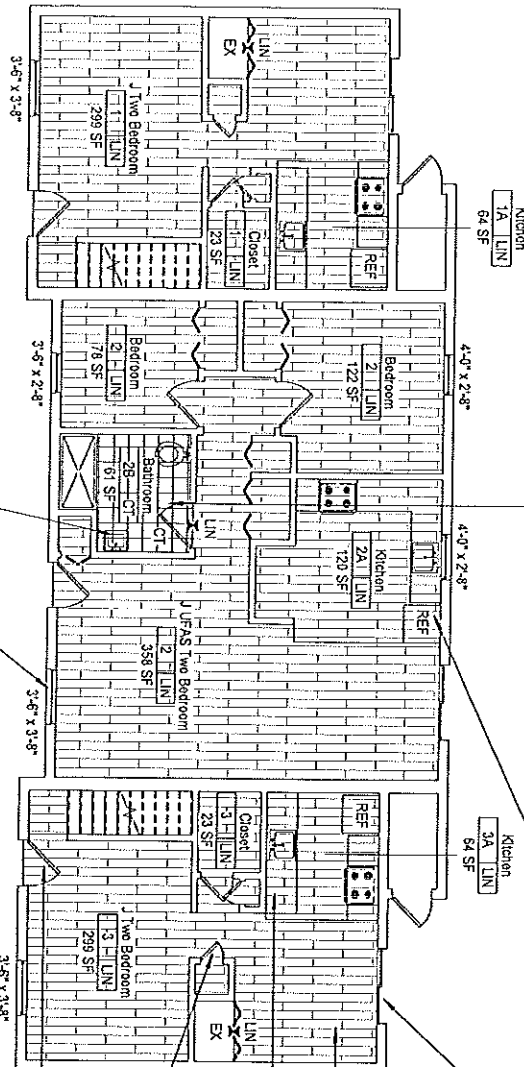 Kitchen
1A LIN
64 SF
LIN
EX
J Two Bedroom
-1- LIN
299 SF
3'-6" x 3'-8"
Closet
-1- LIN
23 SF
REF
4'-0" x 2'-8"
Bedroom
2 LIN
122 SF
Bedroom
2 LIN
78 SF
3'-6" x 2'-8"
4'-0" x 2'-8"
Kitchen
2A LIN
120 SF
REF
LIN
Bathroom
2B CT
61 SF
J UFAS Two Bedroom
2 LIN
358 SF
3'-6" x 3'-8"
Kitchen
3A LIN
64 SF
REF
Closet
-3- LIN
23 SF
J Two Bedroom
-3- LIN
299 SF
LIN
EX
3'-6" x 3'-8"